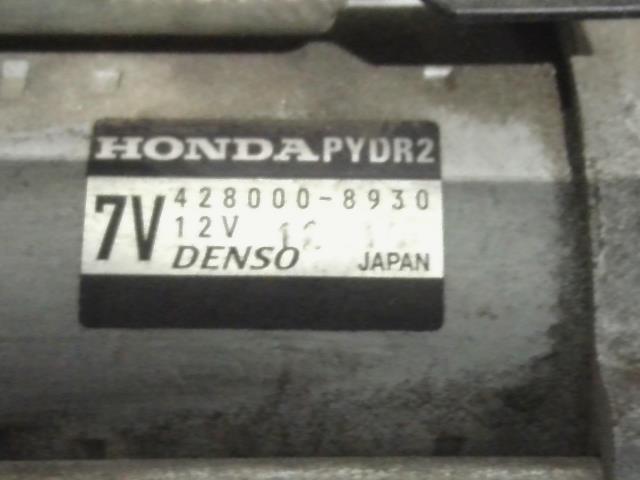 HONDA PYDR2
7V 428000-8930
12V
DENSO JAPAN